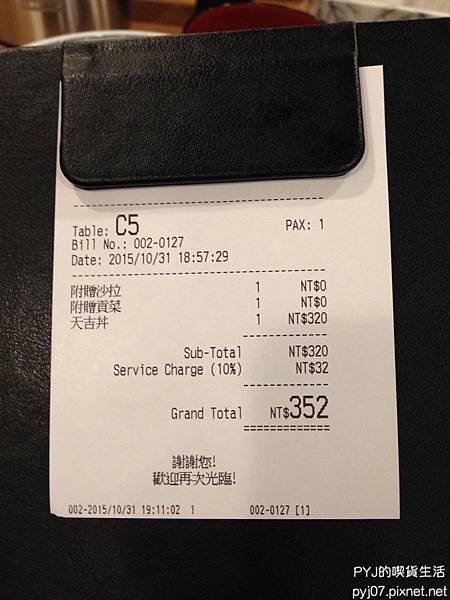 Table: C5 PAX: 1
Bill No.: 002-0127
Date: 2015/10/31 18:57:29
附贈沙拉 1 NT$0
附贈貢菜 1 NT$0
天吉丼 1 NT$320
Sub-Total NT$320
Service Charge (10%) NT$32
Grand Total NT$352
謝謝您!
歡迎再次光臨!
002-2015/10/31 19:11:02 1 002-0127 [1]
PYJ的喫貨生活
pyj07.pixnet.net